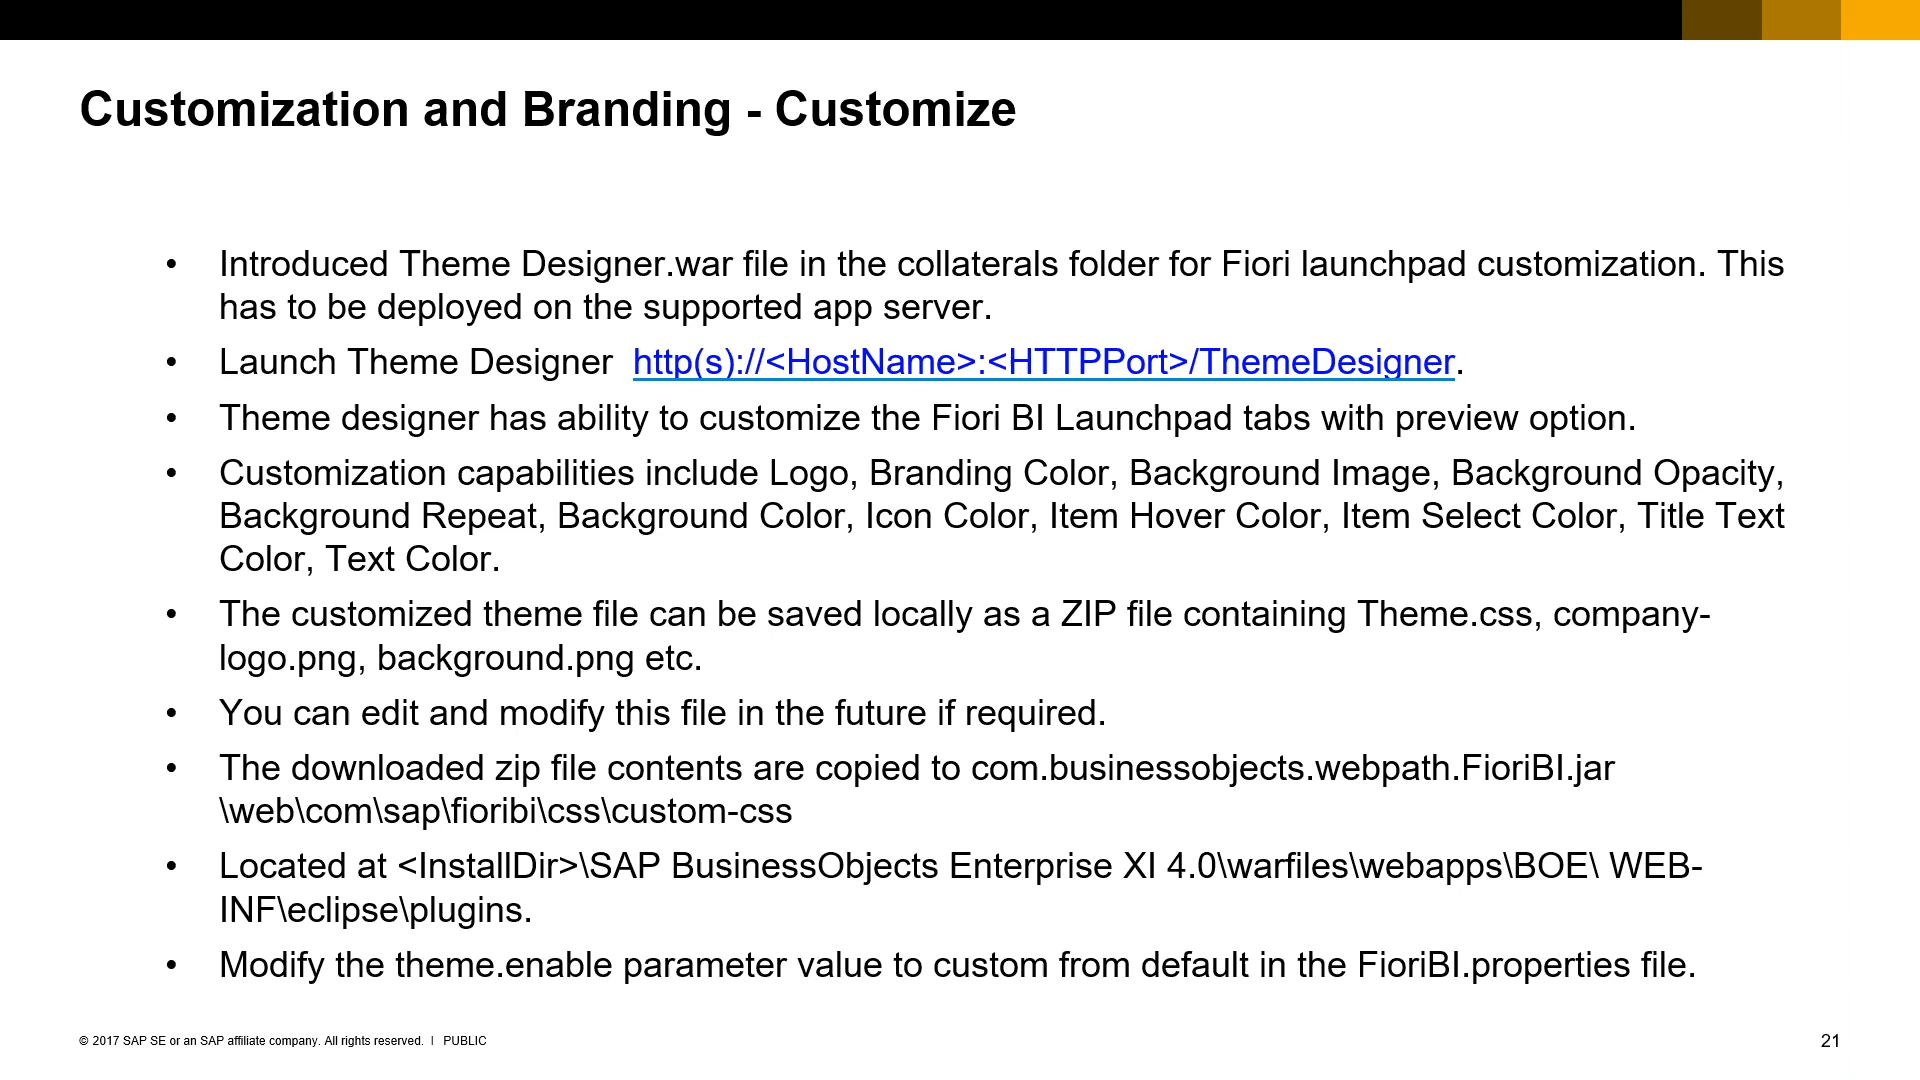 Customization and Branding - Customize
• Introduced Theme Designer.war file in the collaterals folder for Fiori launchpad customization. This
has to be deployed on the supported app server.
• Launch Theme Designer  http(s)://<HostName>:<HTTPPort>/ThemeDesigner.
• Theme designer has ability to customize the Fiori BI Launchpad tabs with preview option.
• Customization capabilities include Logo, Branding Color, Background Image, Background Opacity,
Background Repeat, Background Color, Icon Color, Item Hover Color, Item Select Color, Title Text
Color, Text Color.
• The customized theme file can be saved locally as a ZIP file containing Theme.css, company-
logo.png, background.png etc.
• You can edit and modify this file in the future if required.
• The downloaded zip file contents are copied to com.businessobjects.webpath.FioriBI.jar
\web\com\sap\fioribi\css\custom-css
• Located at <InstallDir>\SAP BusinessObjects Enterprise XI 4.0\warfiles\webapps\BOE\ WEB-
INF\eclipse\plugins.
• Modify the theme.enable parameter value to custom from default in the FioriBI.properties file.
© 2017 SAP SE or an SAP affiliate company. All rights reserved. I PUBLIC
21